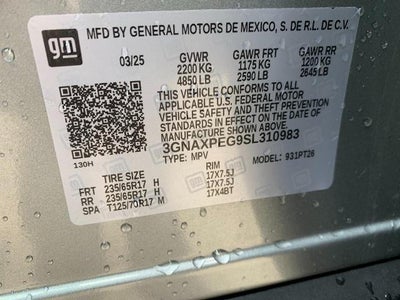 gm
MFD BY GENERAL MOTORS DE MEXICO, S. DE R.L. DE C.V.
03/25 GVWR GAWR FRT GAWR RR
2200 KG 1175 KG 1200 KG
4850 LB 2590 LB 2645 LB
THIS VEHICLE CONFORMS TO ALL
APPLICABLE U.S. FEDERAL MOTOR
VEHICLE SAFETY AND THEFT PREVENTION
STANDARDS IN EFFECT ON THE DATE OF
MANUFACTURE SHOWN ABOVE.
3GNAXPEG9SL310983
130H TYPE: MPV MODEL: 931PT26
TIRE SIZE RIM
FRT 235/65R17 H 17X7.5J
RR 235/65R17 H 17X7.5J
SPA T125/70R17 M 17X4BT